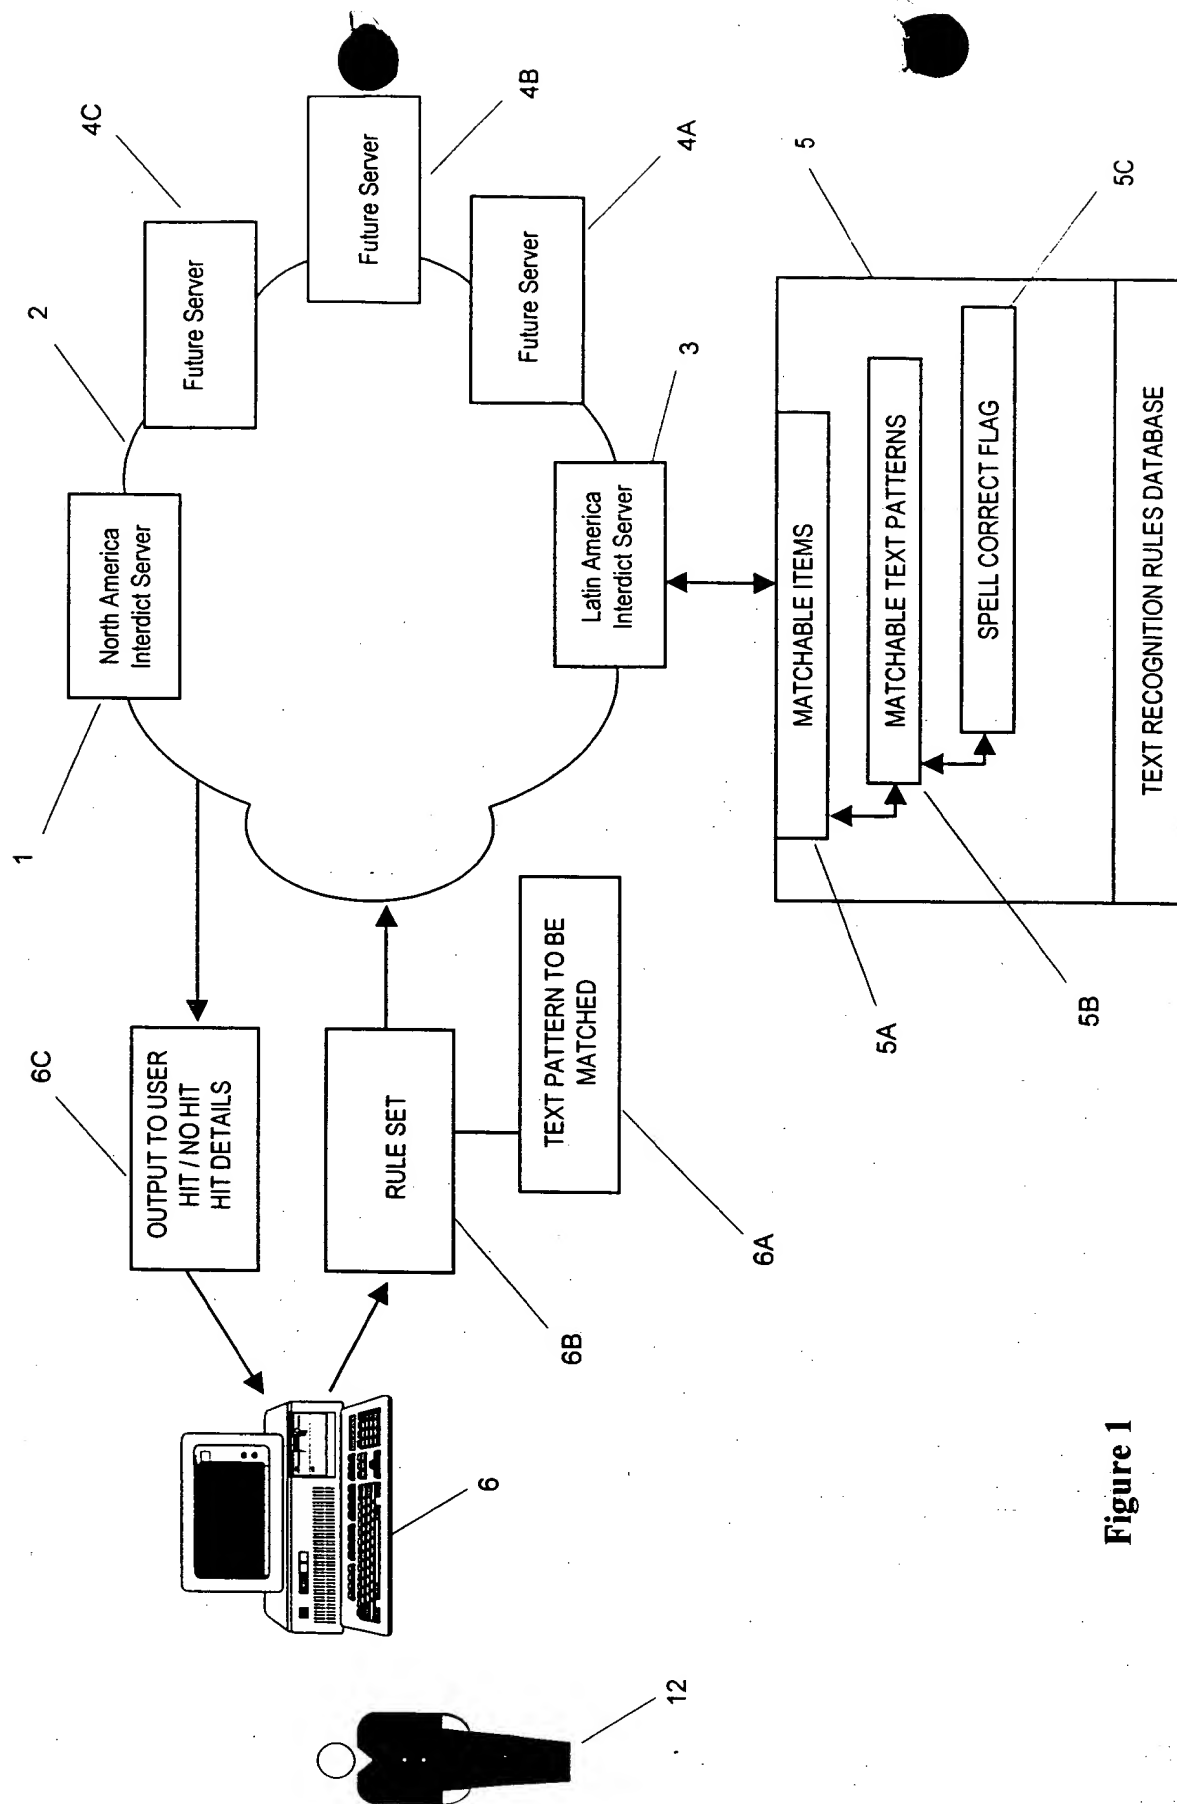 1
2
4C
North America
Interdict Server
Future Server
Future Server
4B
Future Server
4A
Latin America
Interdict Server
3
6C
OUTPUT TO USER
HIT / NO HIT
HIT DETAILS
RULE SET
6B
TEXT PATTERN TO BE
MATCHED
6A
6
12
5
MATCHABLE ITEMS
5A
MATCHABLE TEXT PATTERNS
5B
SPELL CORRECT FLAG
5C
TEXT RECOGNITION RULES DATABASE
Figure 1